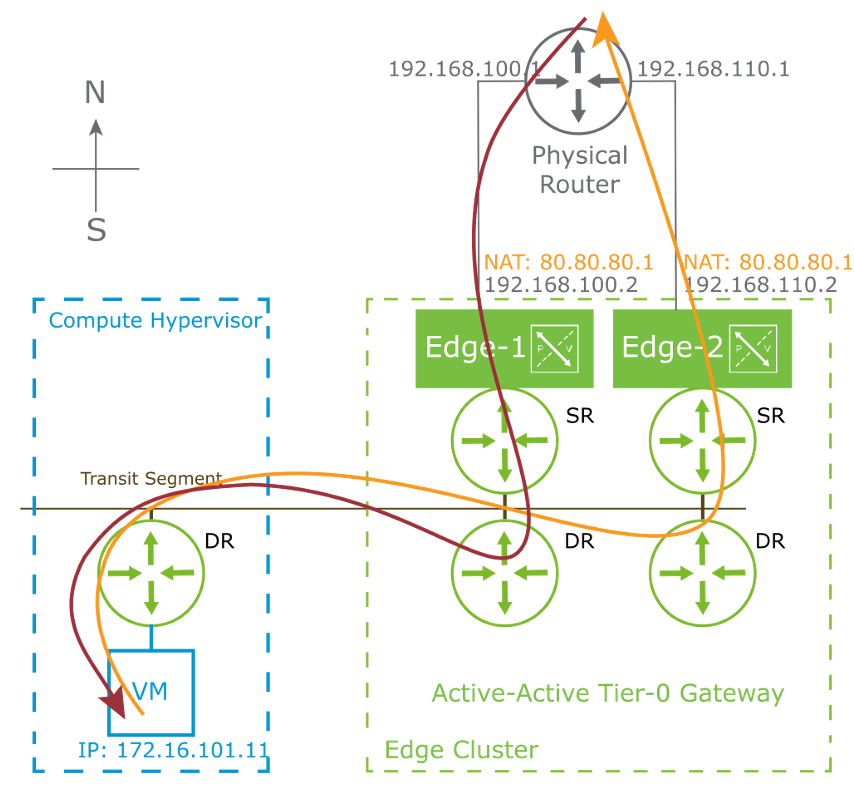 192.168.100.1
192.168.110.1
N
Physical
Router
S
NAT: 80.80.80.1
NAT: 80.80.80.1
192.168.100.2
192.168.110.2
Compute Hypervisor
Edge-1
P
V
Edge-2
P
V
SR
SR
Transit Segment
DR
DR
DR
VM
Active-Active Tier-0 Gateway
IP: 172.16.101.11
Edge Cluster